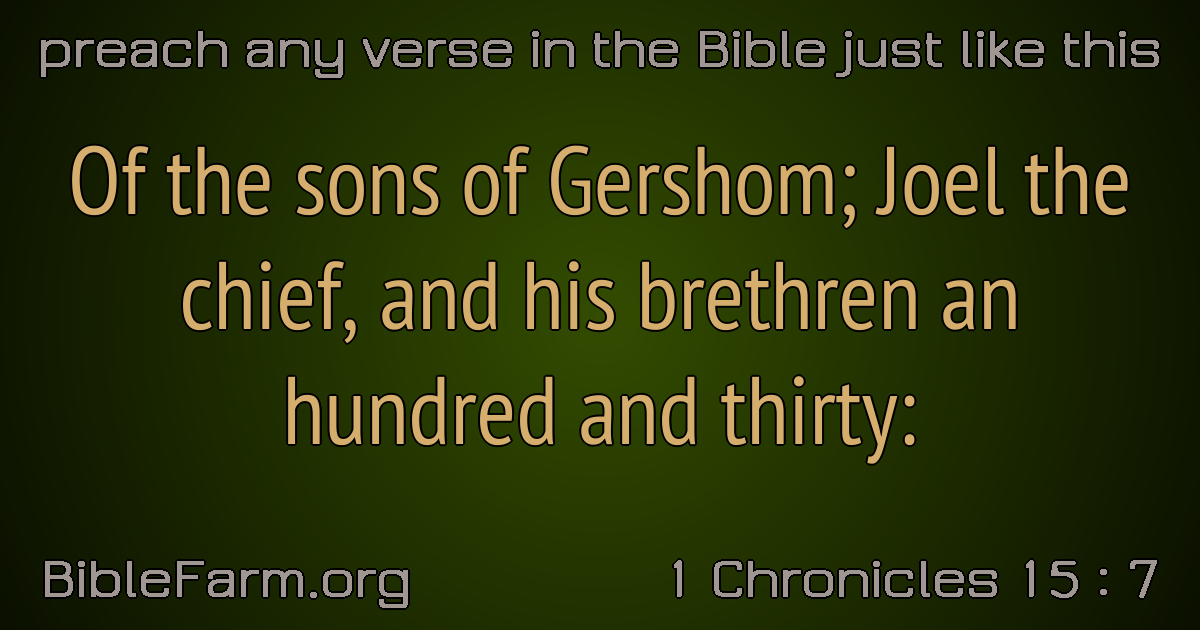 preach any verse in the Bible just like this
Of the sons of Gershom; Joel the
chief, and his brethren an
hundred and thirty:
BibleFarm.org
1 Chronicles 15 : 7